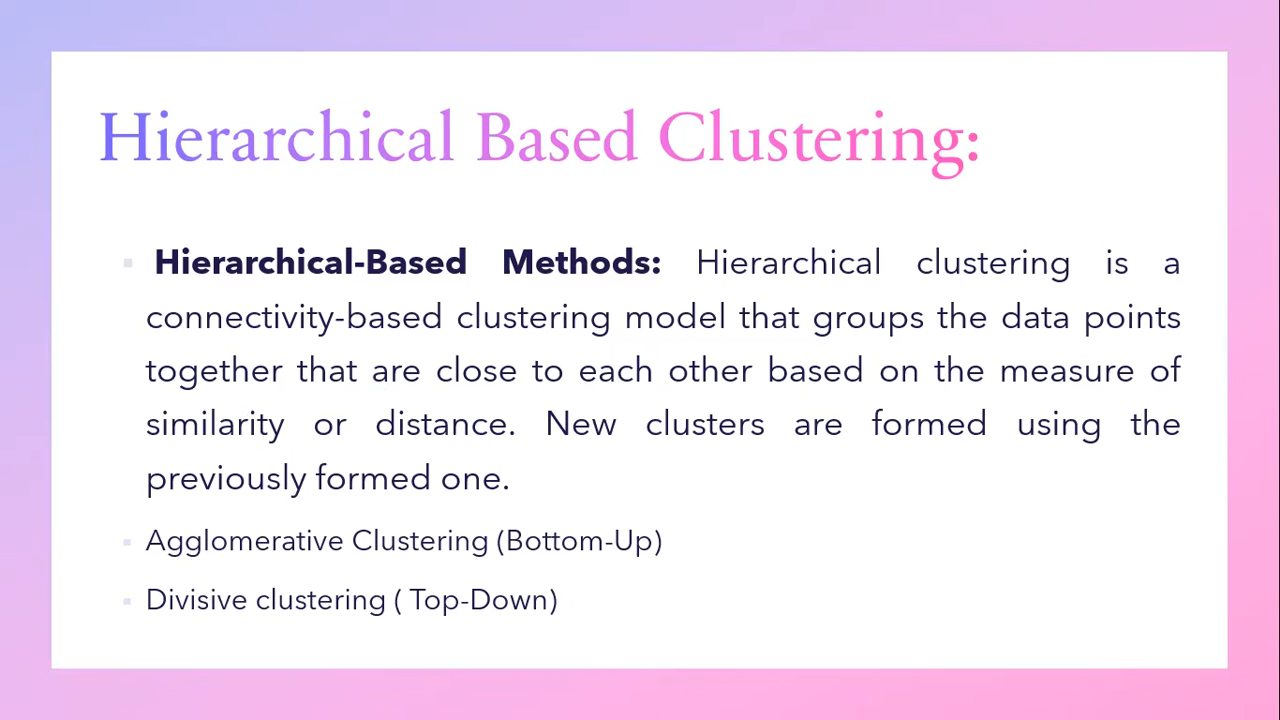 Hierarchical Based Clustering:
Hierarchical-Based Methods: Hierarchical clustering is a
connectivity-based clustering model that groups the data points
together that are close to each other based on the measure of
similarity or distance. New clusters are formed using the
previously formed one.
Agglomerative Clustering (Bottom-Up)
Divisive clustering ( Top-Down)